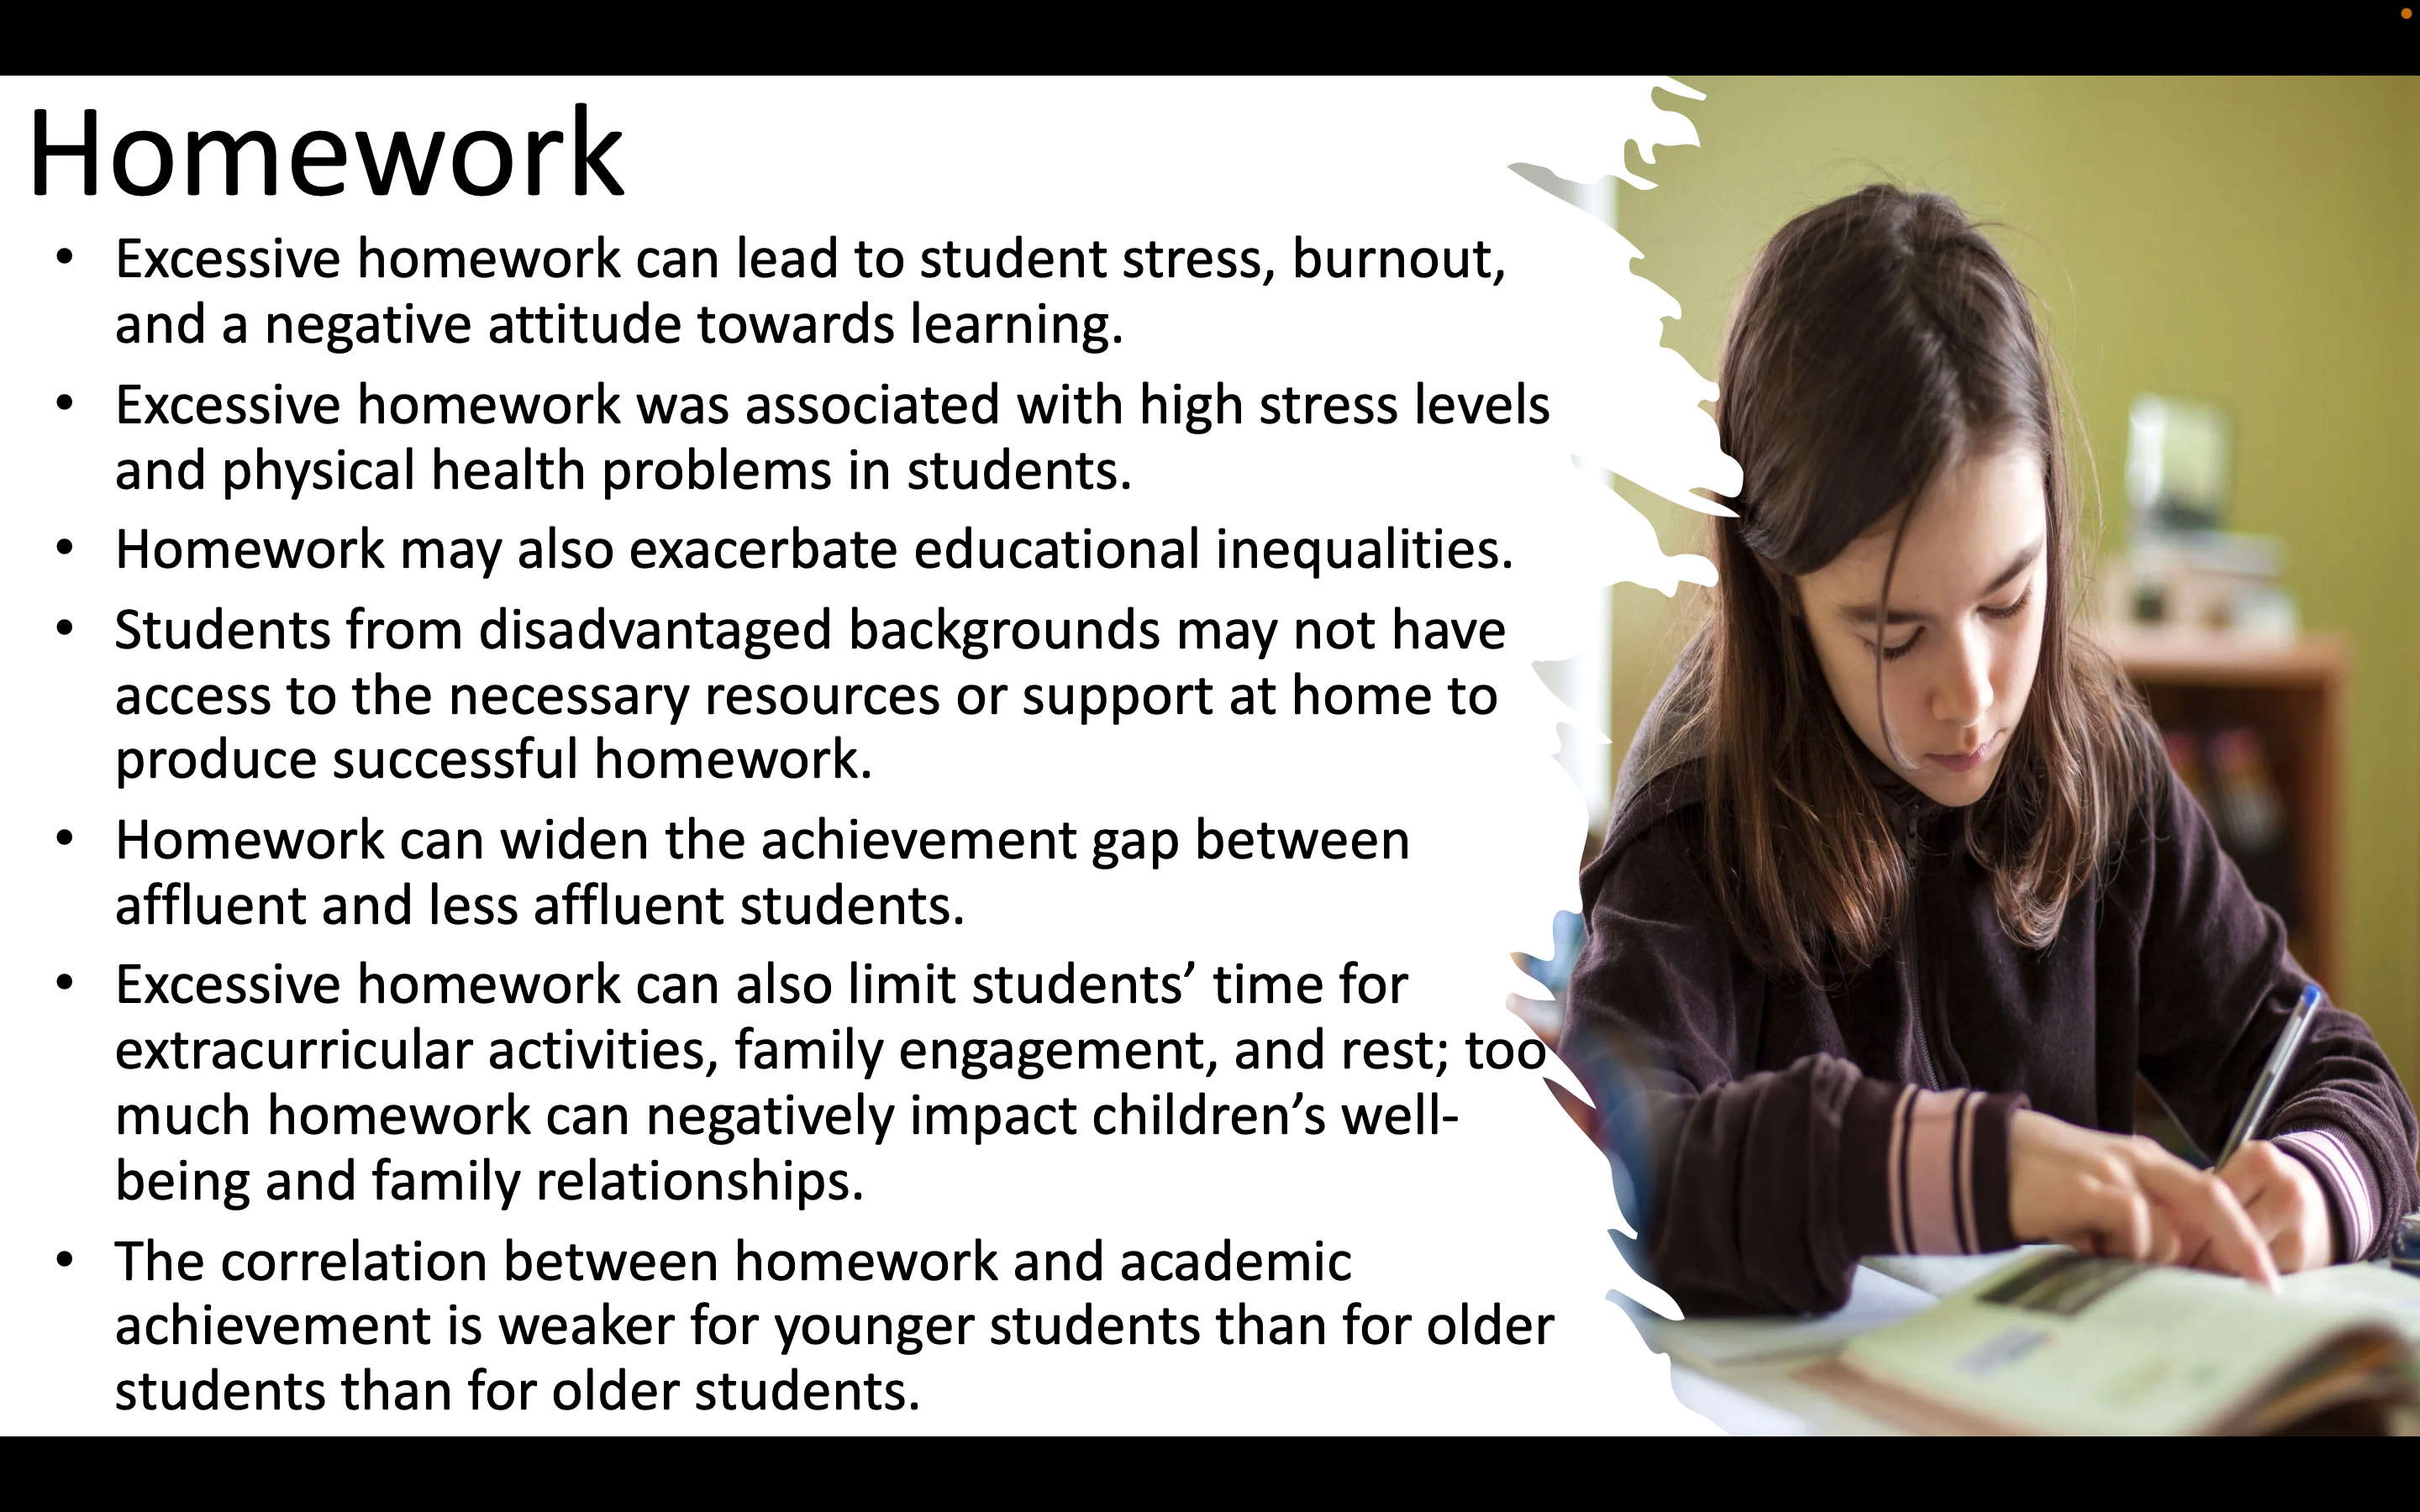 Homework
• Excessive homework can lead to student stress, burnout,
and a negative attitude towards learning.
• Excessive homework was associated with high stress levels
and physical health problems in students.
• Homework may also exacerbate educational inequalities.
• Students from disadvantaged backgrounds may not have
access to the necessary resources or support at home to
produce successful homework.
• Homework can widen the achievement gap between
affluent and less affluent students.
• Excessive homework can also limit students’ time for
extracurricular activities, family engagement, and rest; too
much homework can negatively impact children’s well-
being and family relationships.
• The correlation between homework and academic
achievement is weaker for younger students than for older
students than for older students.